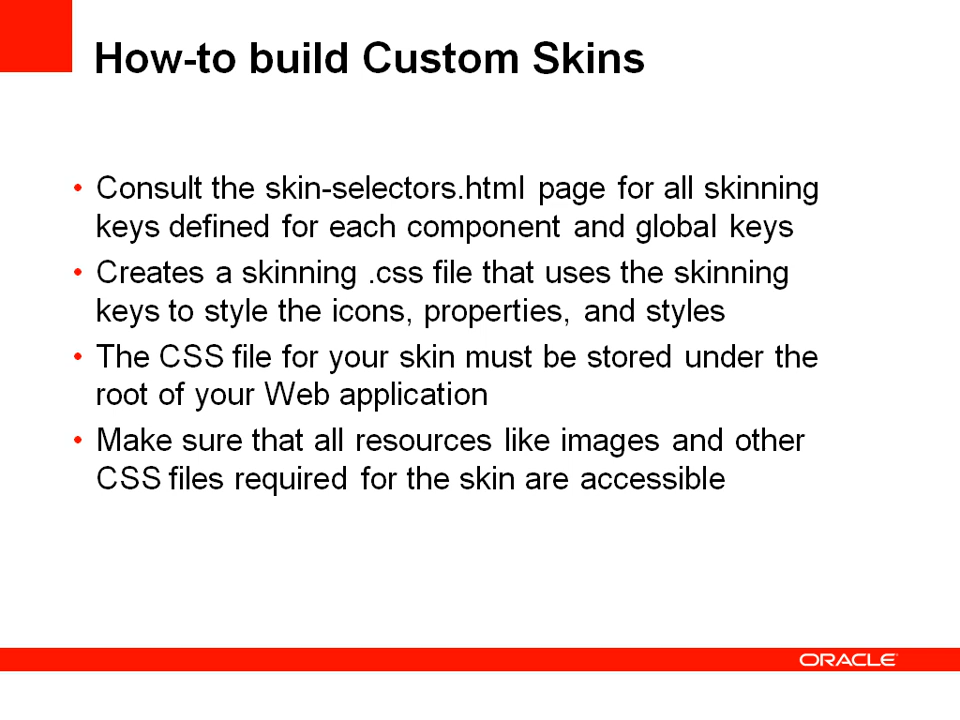 How-to build Custom Skins
• Consult the skin-selectors.html page for all skinning
keys defined for each component and global keys
• Creates a skinning .css file that uses the skinning
keys to style the icons, properties, and styles
• The CSS file for your skin must be stored under the
root of your Web application
• Make sure that all resources like images and other
CSS files required for the skin are accessible
ORACLE